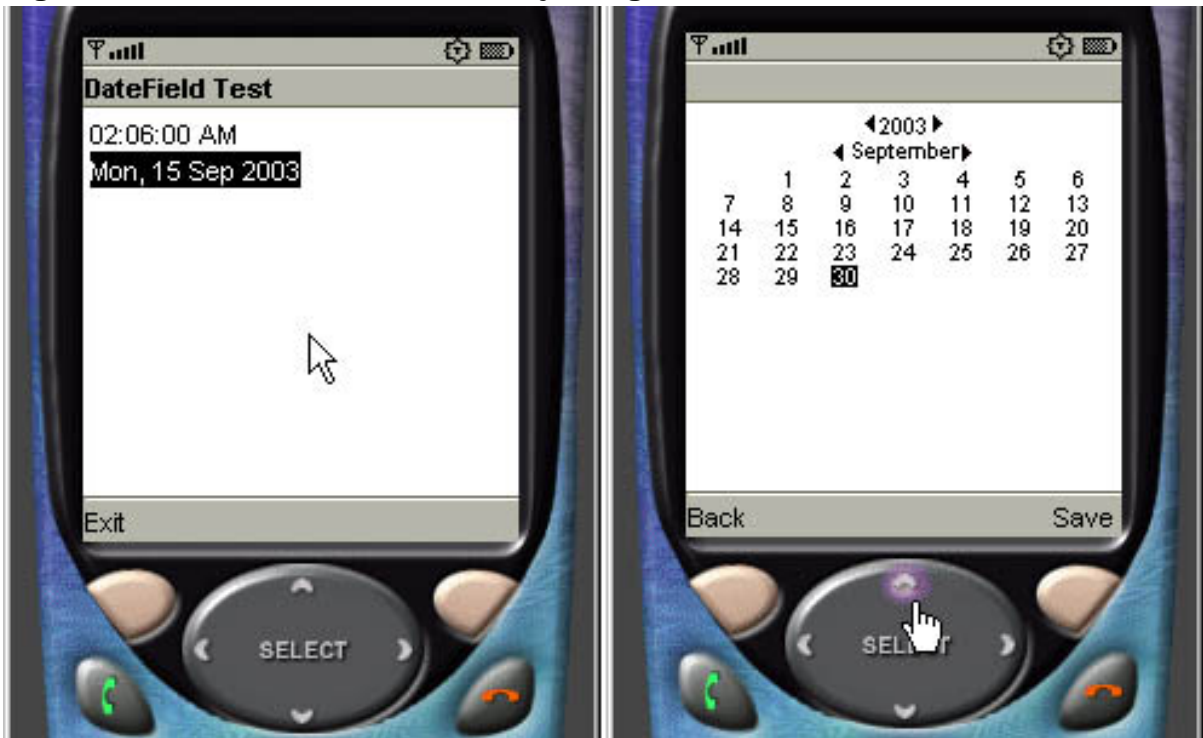 DateField Test
02:06:00 AM
Mon, 15 Sep 2003
Exit
SELECT
2003
September
1 2 3 4 5 6
7 8 9 10 11 12 13
14 15 16 17 18 19 20
21 22 23 24 25 26 27
28 29 30
Back Save
SELECT